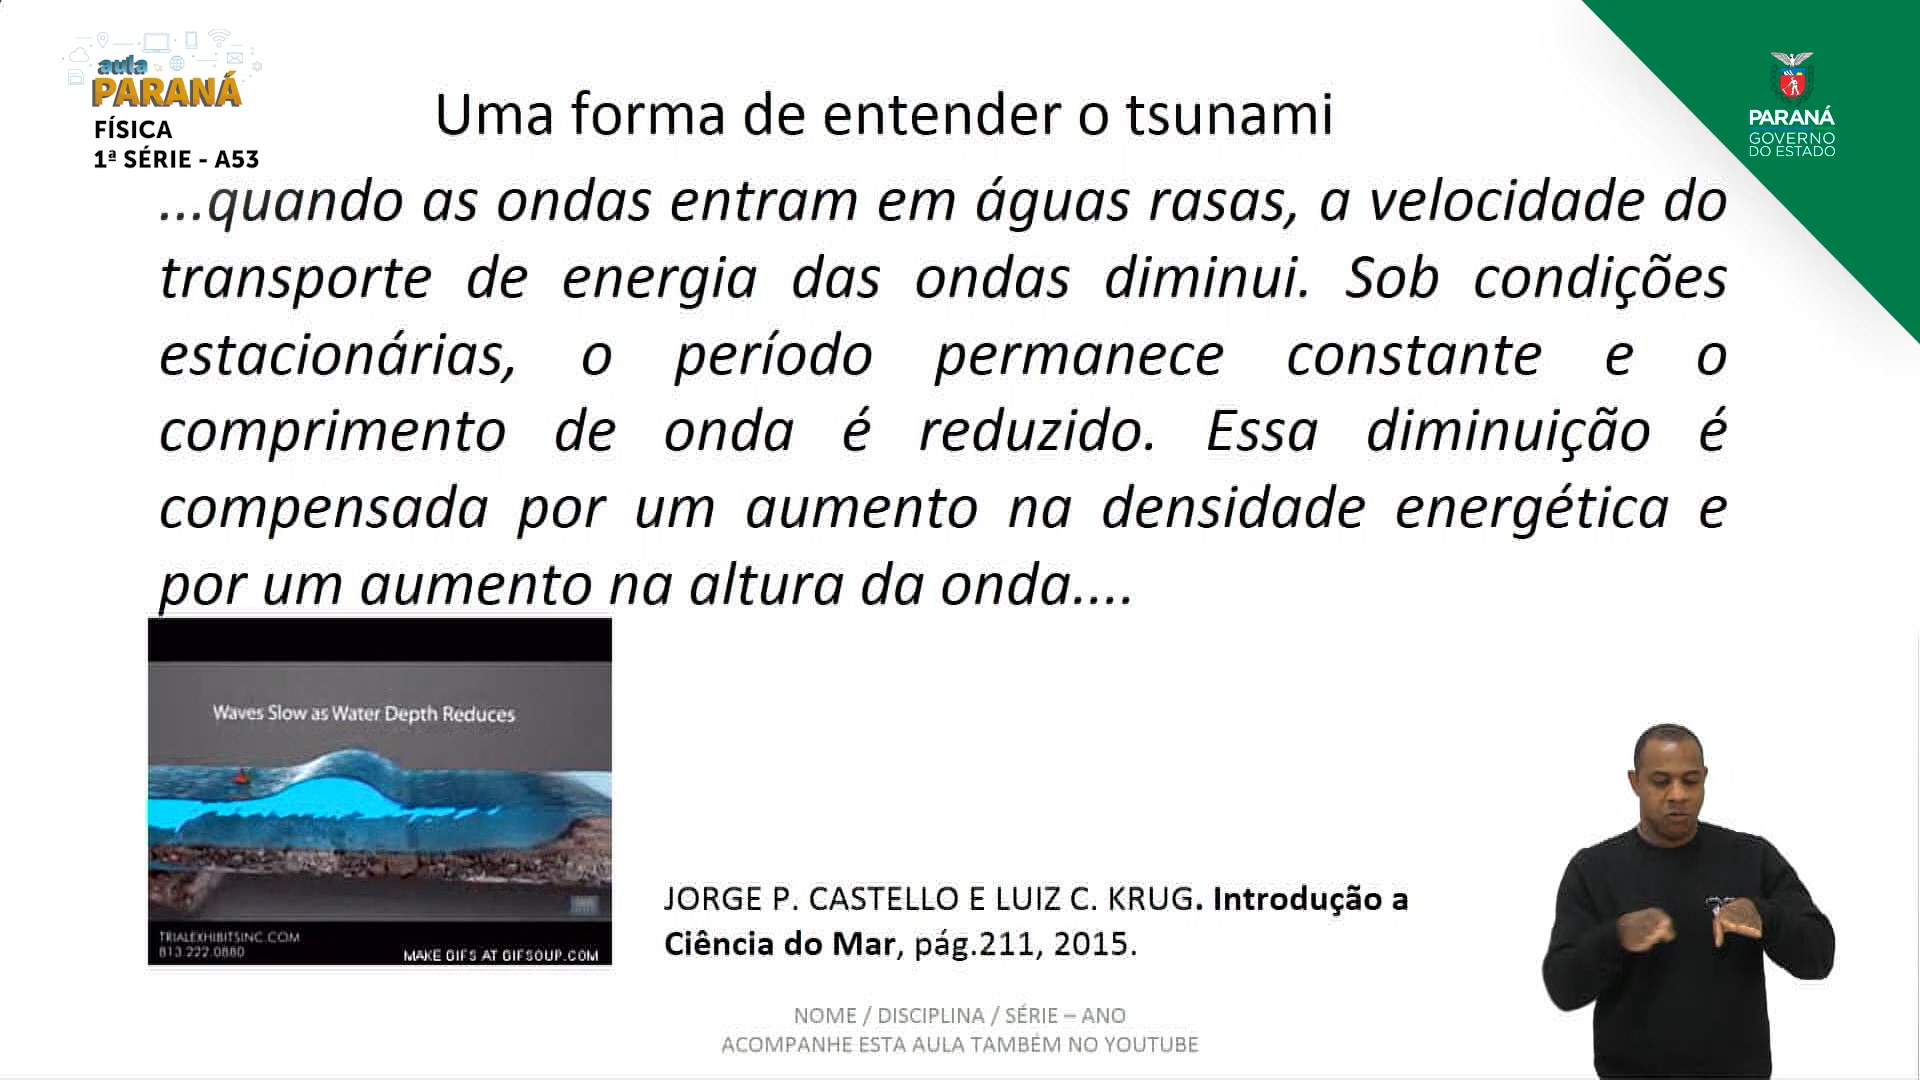 aula
PARANÁ
FÍSICA
1ª SÉRIE - A53
PARANÁ
GOVERNO
DO ESTADO
Uma forma de entender o tsunami
...quando as ondas entram em águas rasas, a velocidade do
transporte de energia das ondas diminui. Sob condições
estacionárias, o período permanece constante e o
comprimento de onda é reduzido. Essa diminuição é
compensada por um aumento na densidade energética e
por um aumento na altura da onda....
Waves Slow as Water Depth Reduces
TRIALEXHIBITSINC.COM
813.222.0880
MAKE GIFS AT GIFSOUP.COM
JORGE P. CASTELLO E LUIZ C. KRUG. Introdução a
Ciência do Mar, pág.211, 2015.
NOME / DISCIPLINA / SÉRIE – ANO
ACOMPANHE ESTA AULA TAMBÉM NO YOUTUBE